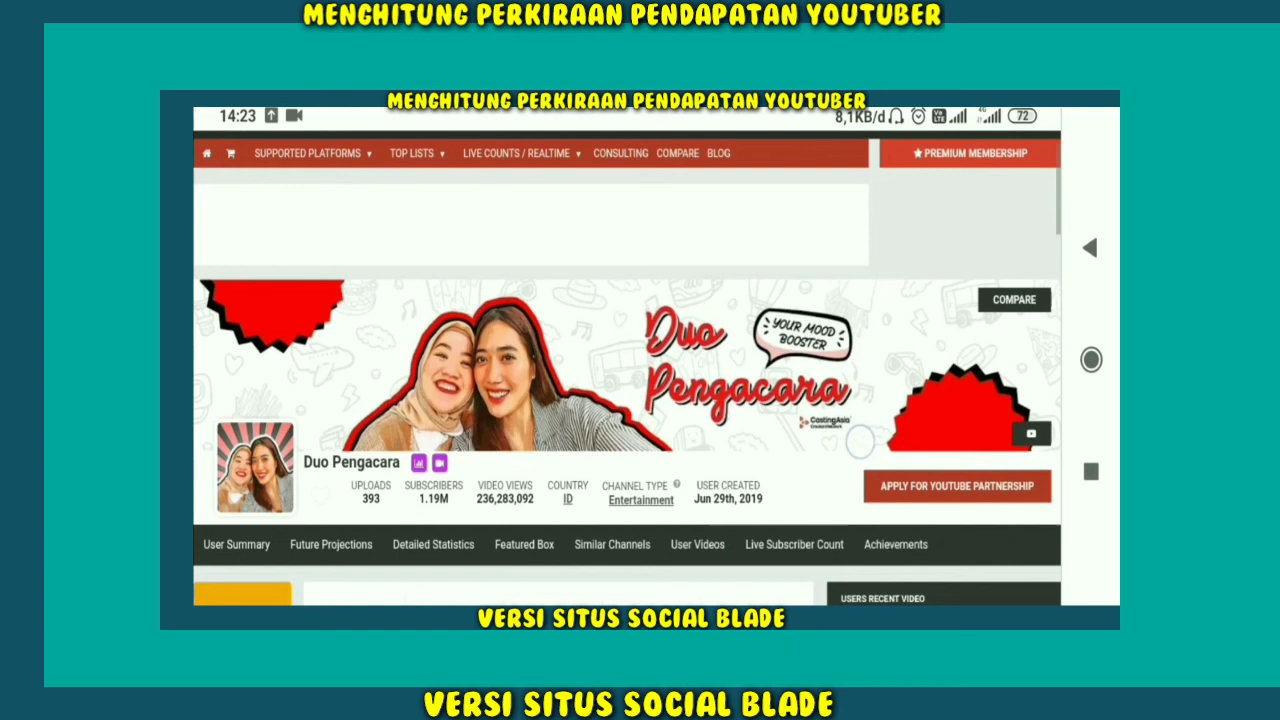 MENGHITUNG PERKIRAAN PENDAPATAN YOUTUBER
MENGHITUNG PERKIRAAN PENDAPATAN YOUTUBER
14:23 8,1KB/d 4G 72
SUPPORTED PLATFORMS TOP LISTS LIVE COUNTS / REALTIME CONSULTING COMPARE BLOG PREMIUM MEMBERSHIP
COMPARE
Duo
Pengacara
YOUR MOOD
BOOSTER
CastingAsia
Duo Pengacara
UPLOADS SUBSCRIBERS VIDEO VIEWS COUNTRY CHANNEL TYPE USER CREATED
393 1.19M 236,283,092 ID Entertainment Jun 29th, 2019
APPLY FOR YOUTUBE PARTNERSHIP
User Summary Future Projections Detailed Statistics Featured Box Similar Channels User Videos Live Subscriber Count Achievements
USERS RECENT VIDEO
VERSI SITUS SOCIAL BLADE
VERSI SITUS SOCIAL BLADE